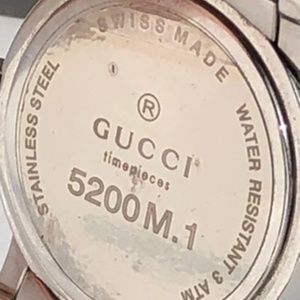 SWISS MADE
STAINLESS STEEL
WATER RESISTANT 3 ATM
®
GUCCI
timepieces
5200M.1